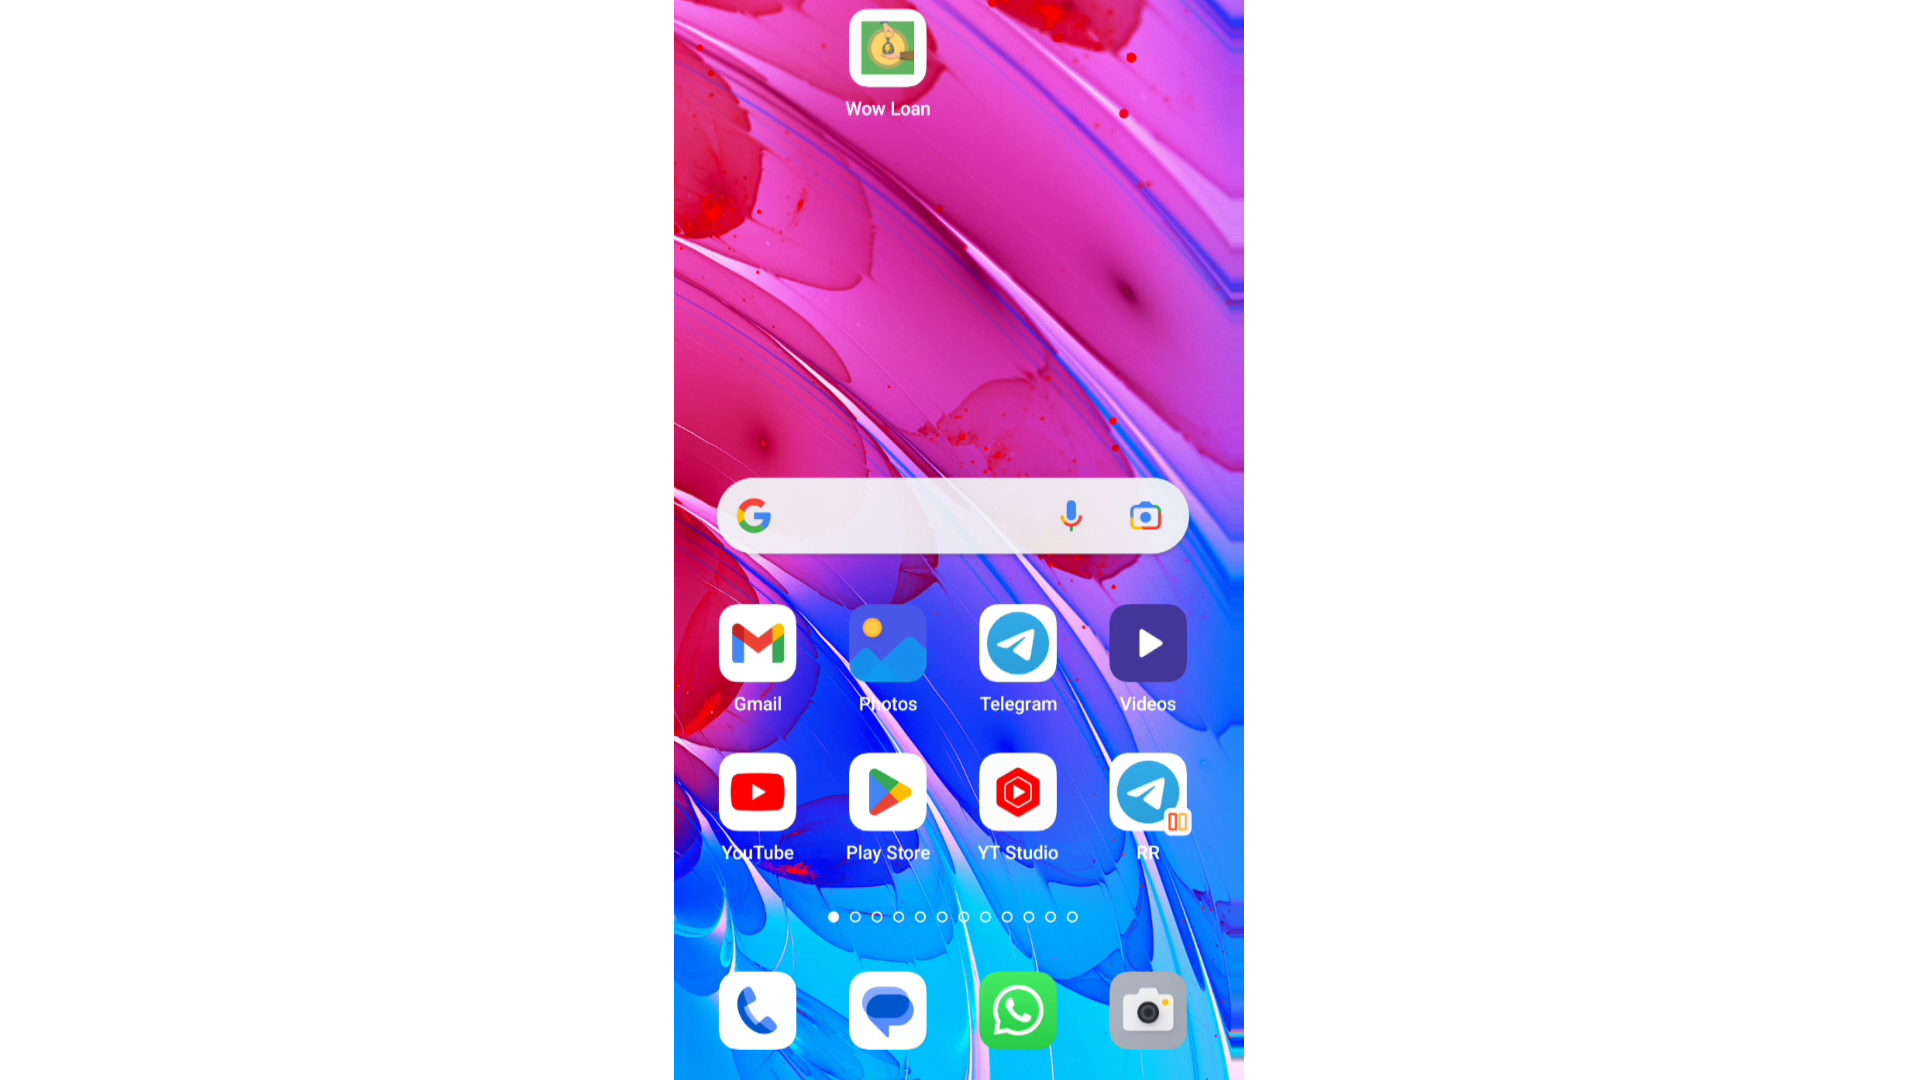 Wow Loan
Gmail
Photos
Telegram
Videos
YouTube
Play Store
YT Studio
RR